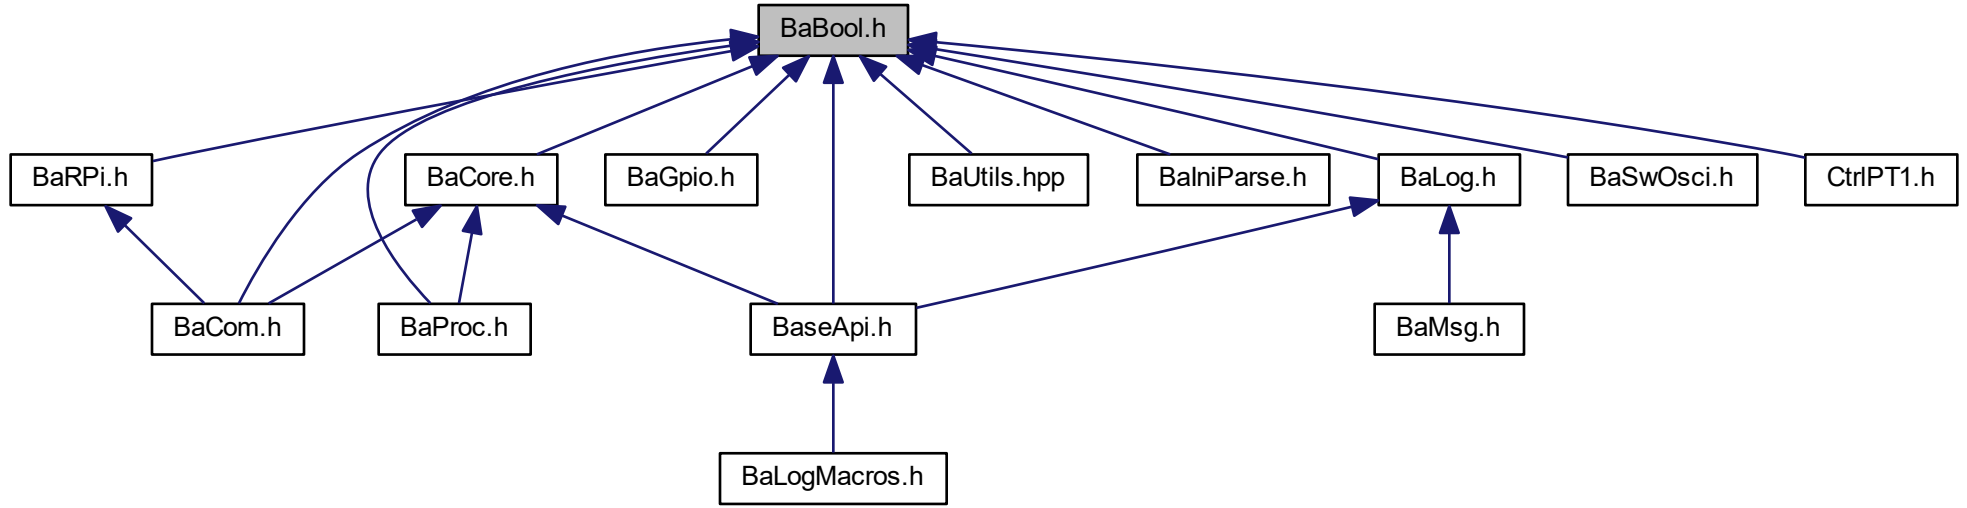 BaBool.h
BaRPi.h
BaCore.h
BaGpio.h
BaUtils.hpp
BaIniParse.h
BaLog.h
BaSwOsci.h
CtrlPT1.h
BaCom.h
BaProc.h
BaseApi.h
BaMsg.h
BaLogMacros.h